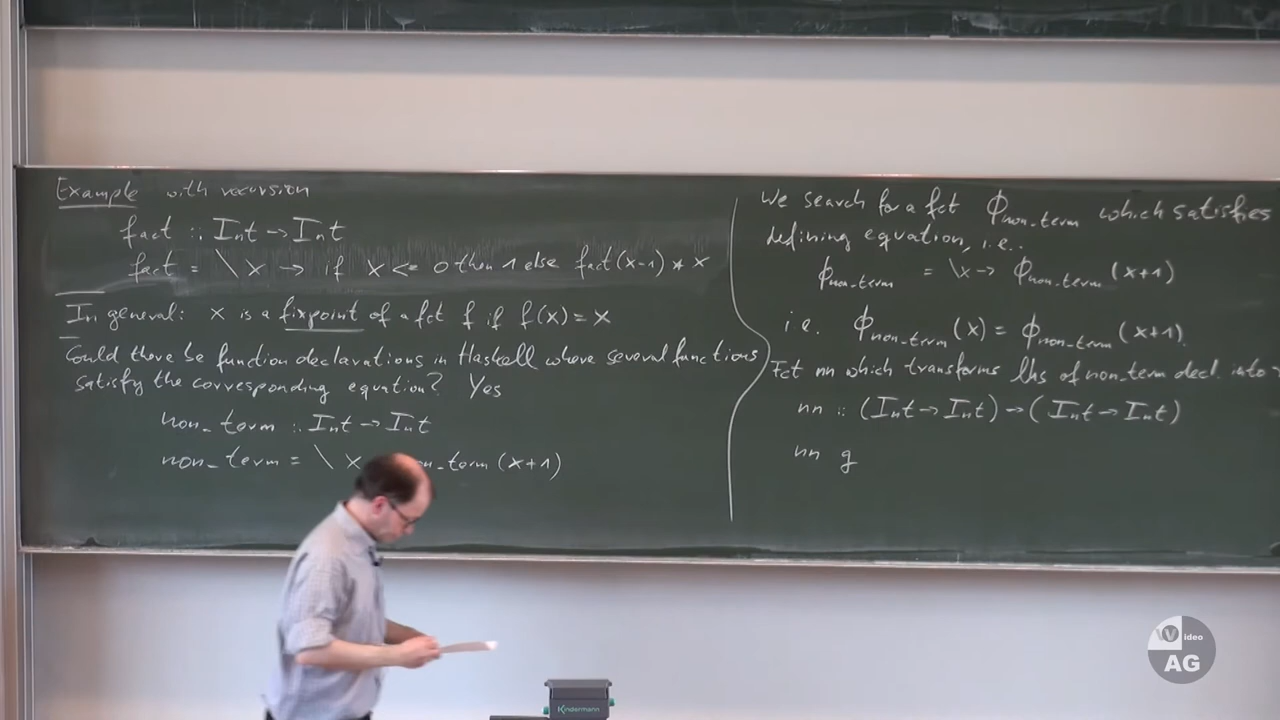 Example with recursion
fact :: Int → Int
fact = \ x → if x <= 0 then 1 else fact(x-1) * x
In general: x is a fixpoint of a fct f if f(x) = x
Could there be function declarations in Haskell where several functions
satisfy the corresponding equation? Yes
non_term :: Int → Int
non_term = \ x n_term (x+1)
We search for a fct ϕnon_term which satisfies
defining equation, i.e.
ϕnon_term = \x → ϕnon_term (x+1)
i.e. ϕnon_term (x) = ϕnon_term (x+1).
Fct nn which transforms lhs of non_term decl. into
nn :: (Int → Int) → (Int → Int)
nn g
Video
AG
Kindermann